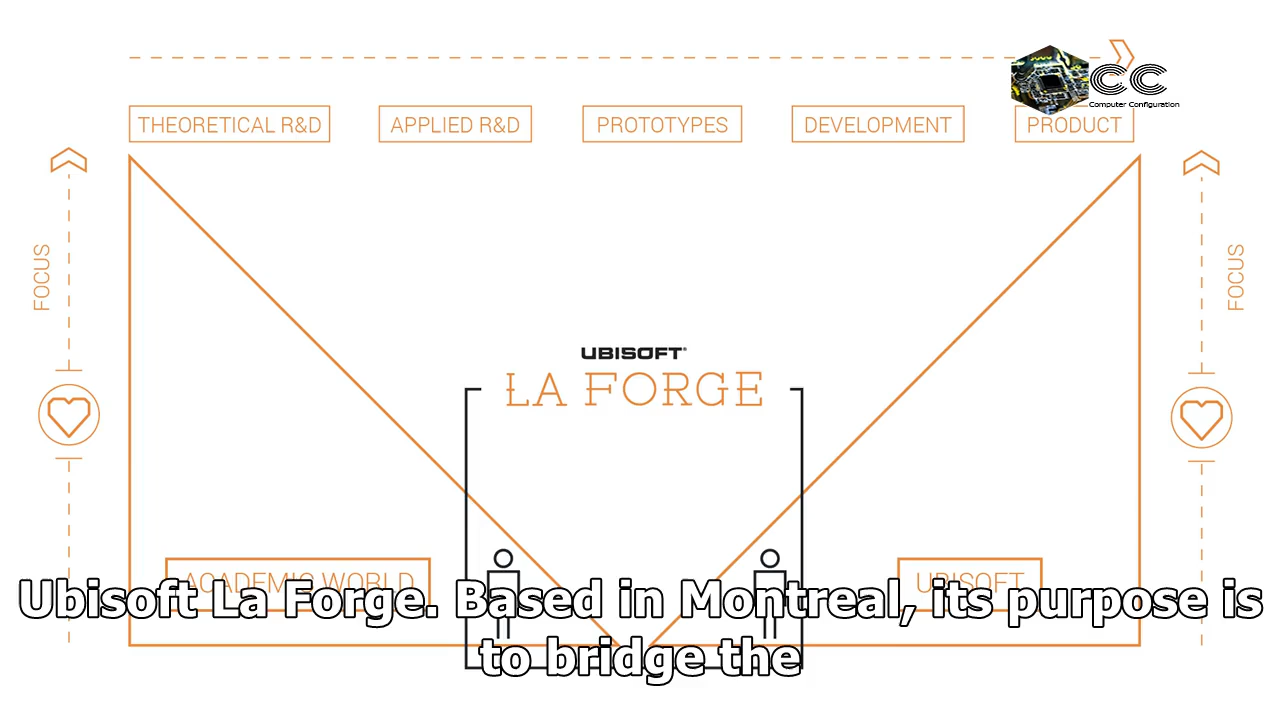 CC
Computer Configuration
THEORETICAL R&D
APPLIED R&D
PROTOTYPES
DEVELOPMENT
PRODUCT
FOCUS
FOCUS
UBISOFT
LA FORGE
ACADEMIC WORLD
UBISOFT
Ubisoft La Forge. Based in Montreal, its purpose is
to bridge the